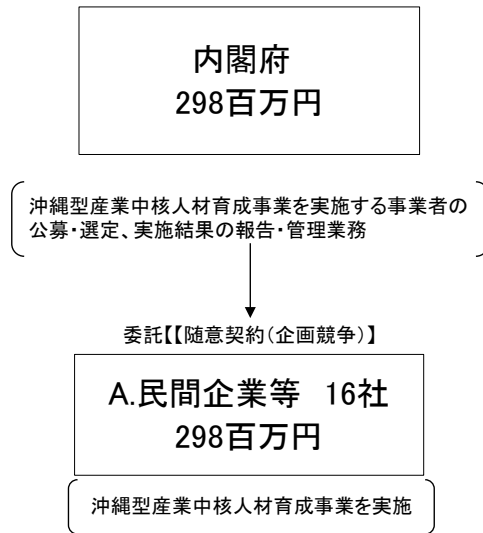 内閣府
298百万円
沖縄型産業中核人材育成事業を実施する事業者の
公募・選定、実施結果の報告・管理業務
委託【【随意契約(企画競争)】
A.民間企業等 16社
298百万円
沖縄型産業中核人材育成事業を実施